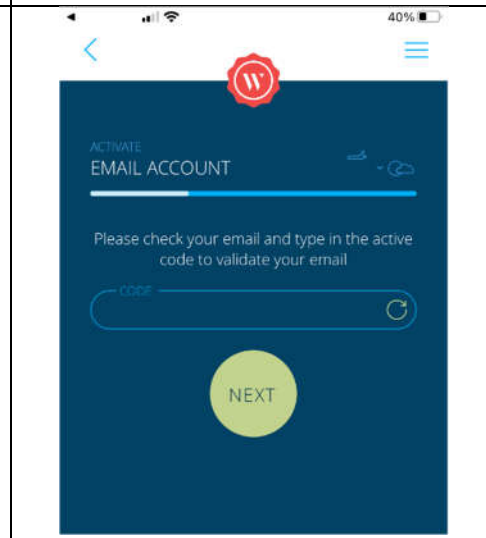 40%
W
ACTIVATE
EMAIL ACCOUNT
Please check your email and type in the active
code to validate your email
CODE
NEXT